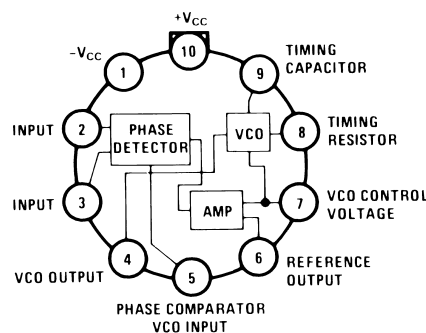 +VCC
-VCC
10
1
9
TIMING
CAPACITOR
INPUT
2
PHASE
DETECTOR
VCO
8
TIMING
RESISTOR
INPUT
3
AMP
7
VCO CONTROL
VOLTAGE
4
VCO OUTPUT
5
6
REFERENCE
OUTPUT
PHASE COMPARATOR
VCO INPUT